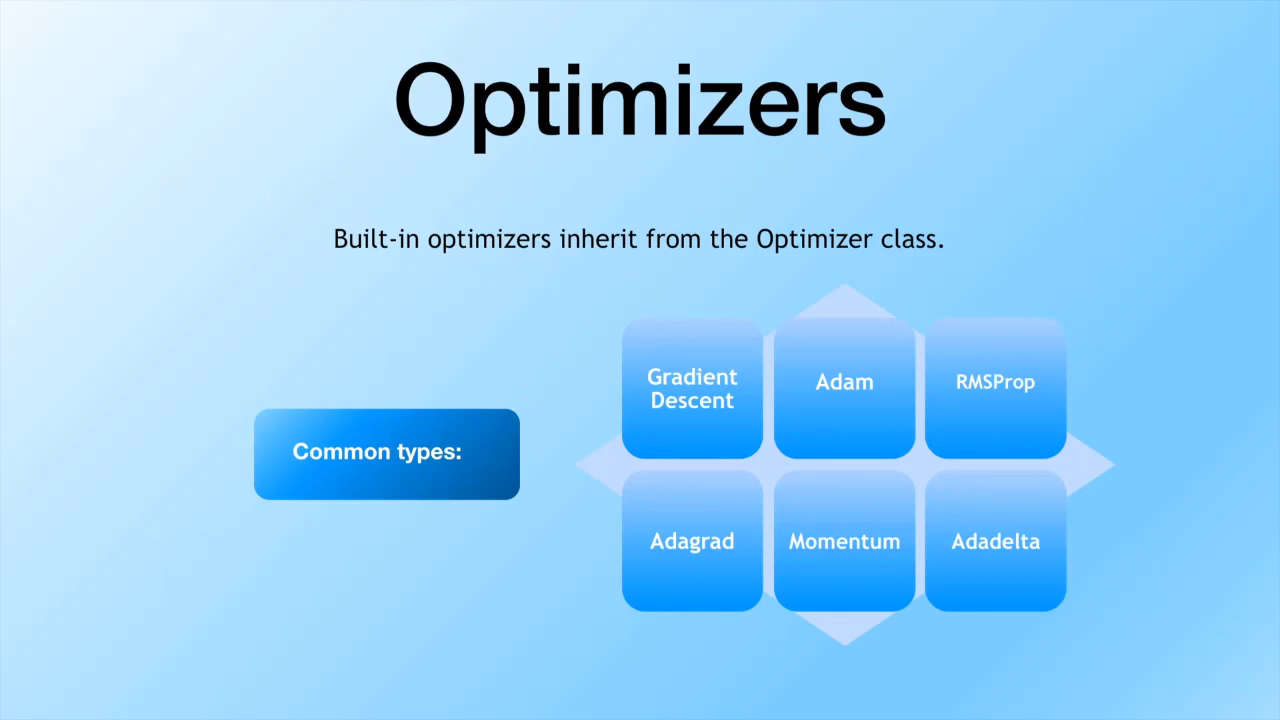 Optimizers
Built-in optimizers inherit from the Optimizer class.
Common types:
Gradient
Descent
Adam
RMSProp
Adagrad
Momentum
Adadelta